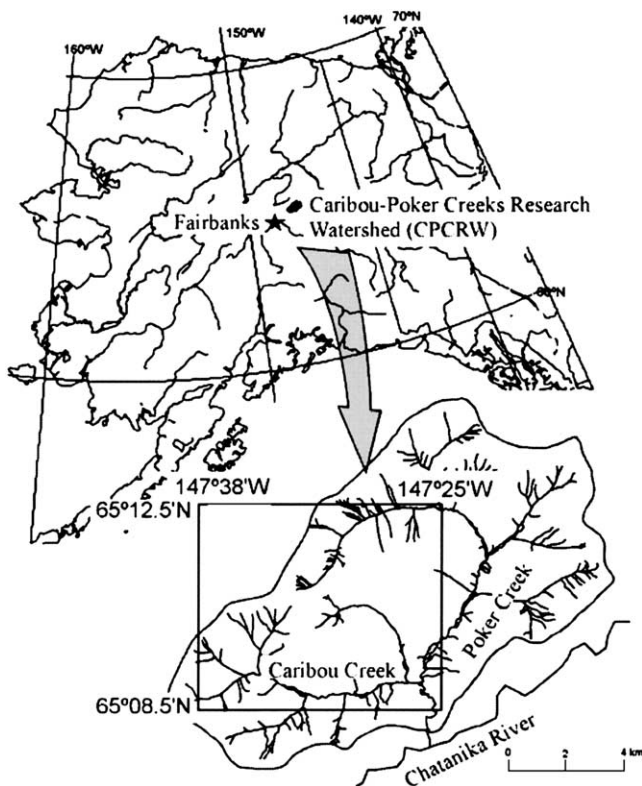 160°W
150°W
140°W
70°N
Caribou-Poker Creeks Research
Fairbanks
Watershed (CPCRW)
60°N
147°38'W
147°25'W
65°12.5'N
Poker Creek
Caribou Creek
65°08.5'N
Chatanika River
0 2 4 km